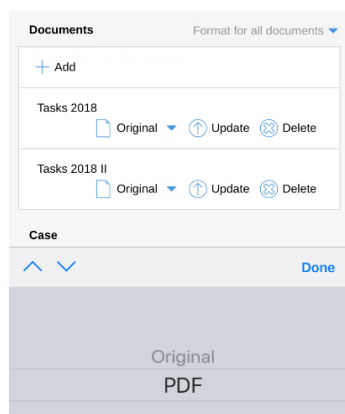 Documents Format for all documents
Add
Tasks 2018
Original Update Delete
Tasks 2018 II
Original Update Delete
Case
Done
Original
PDF